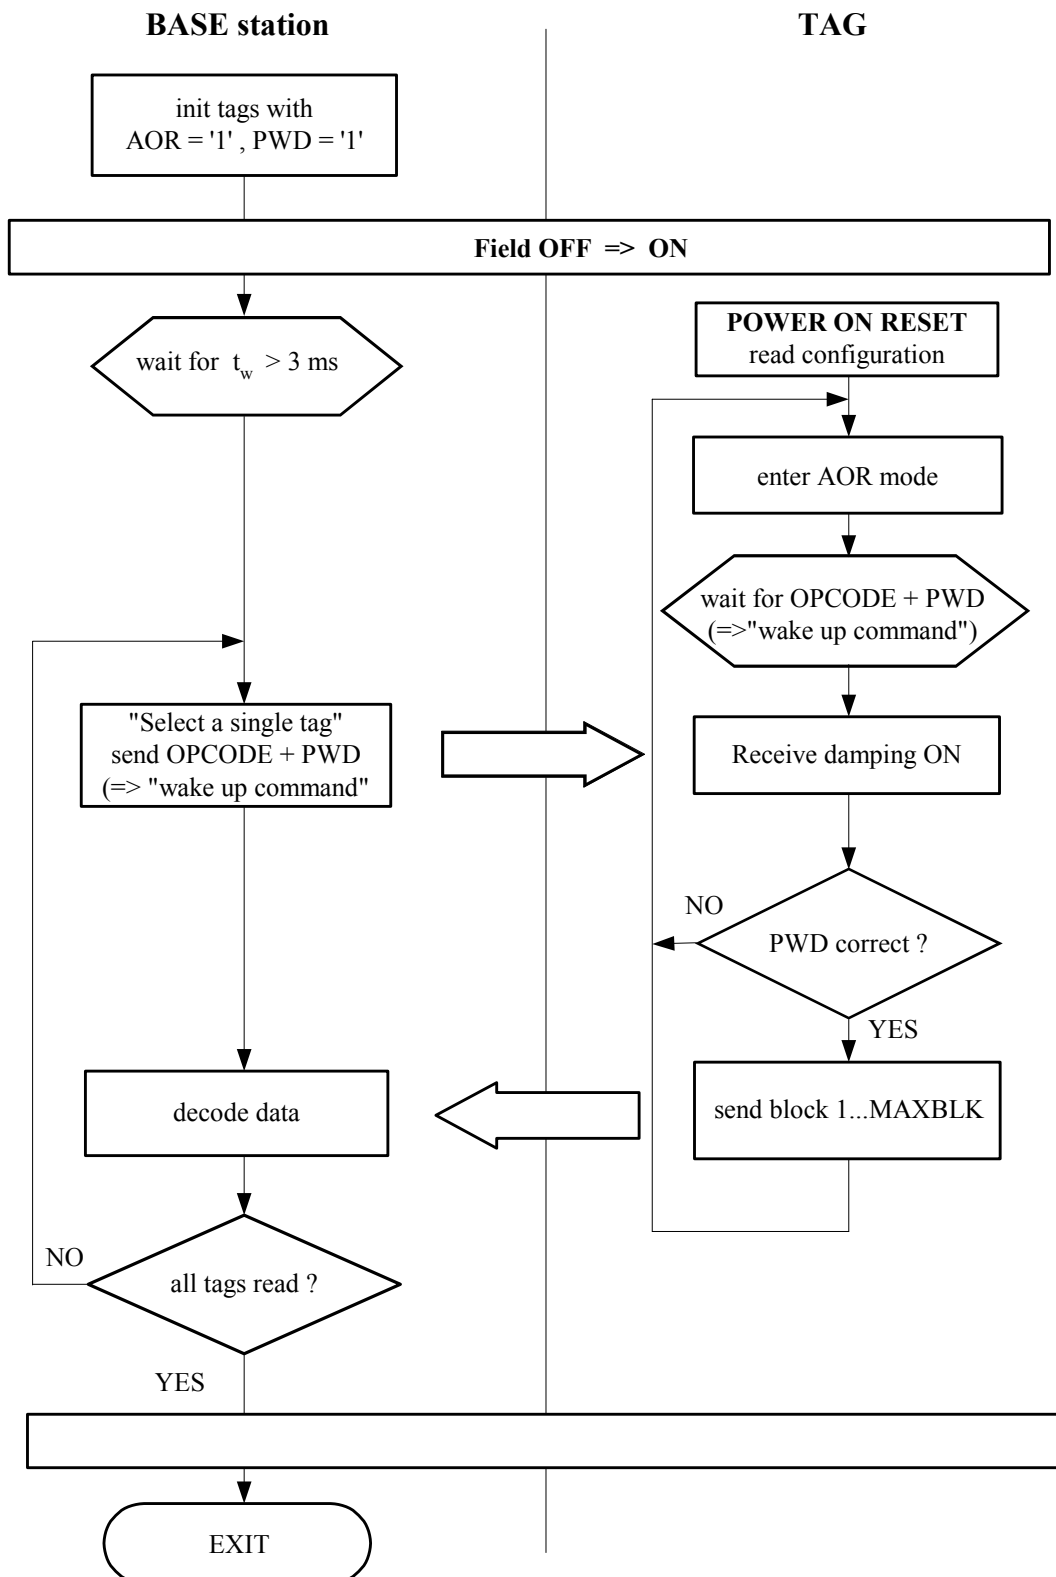 BASE station
TAG
init tags with
AOR = '1' , PWD = '1'
Field OFF => ON
wait for tw > 3 ms
POWER ON RESET
read configuration
enter AOR mode
wait for OPCODE + PWD
(=>"wake up command")
"Select a single tag"
send OPCODE + PWD
(=> "wake up command"
Receive damping ON
NO
PWD correct ?
YES
send block 1...MAXBLK
decode data
NO
all tags read ?
YES
EXIT